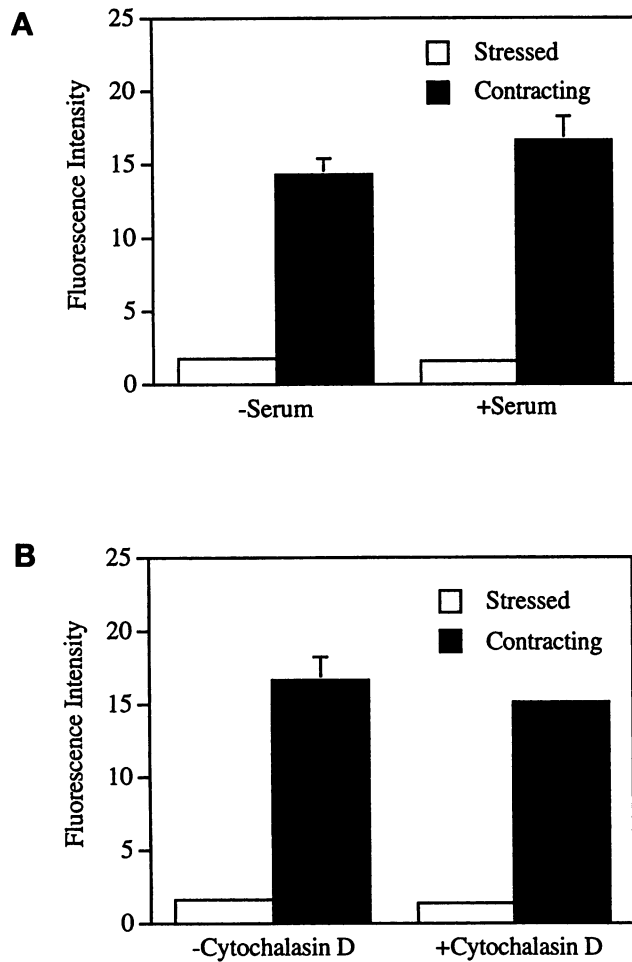 A
25
20
15
10
5
0
Fluorescence Intensity
Stressed
Contracting
-Serum +Serum
B
25
20
15
10
5
0
Fluorescence Intensity
Stressed
Contracting
-Cytochalasin D +Cytochalasin D